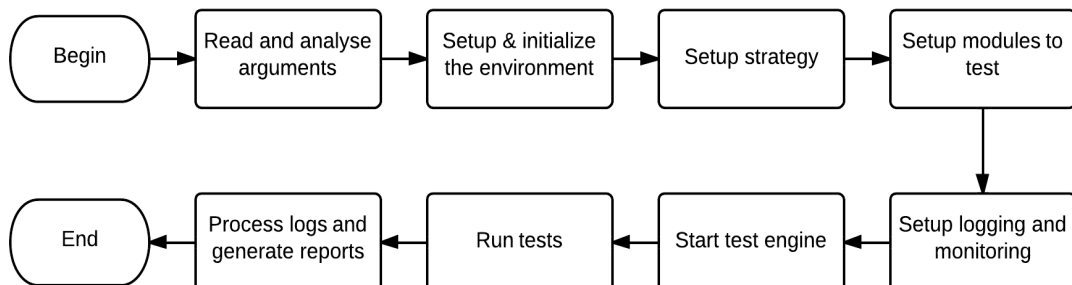 Begin
Read and analyse
arguments
Setup & initialize
the environment
Setup strategy
Setup modules to
test
Setup logging and
monitoring
Start test engine
Run tests
Process logs and
generate reports
End